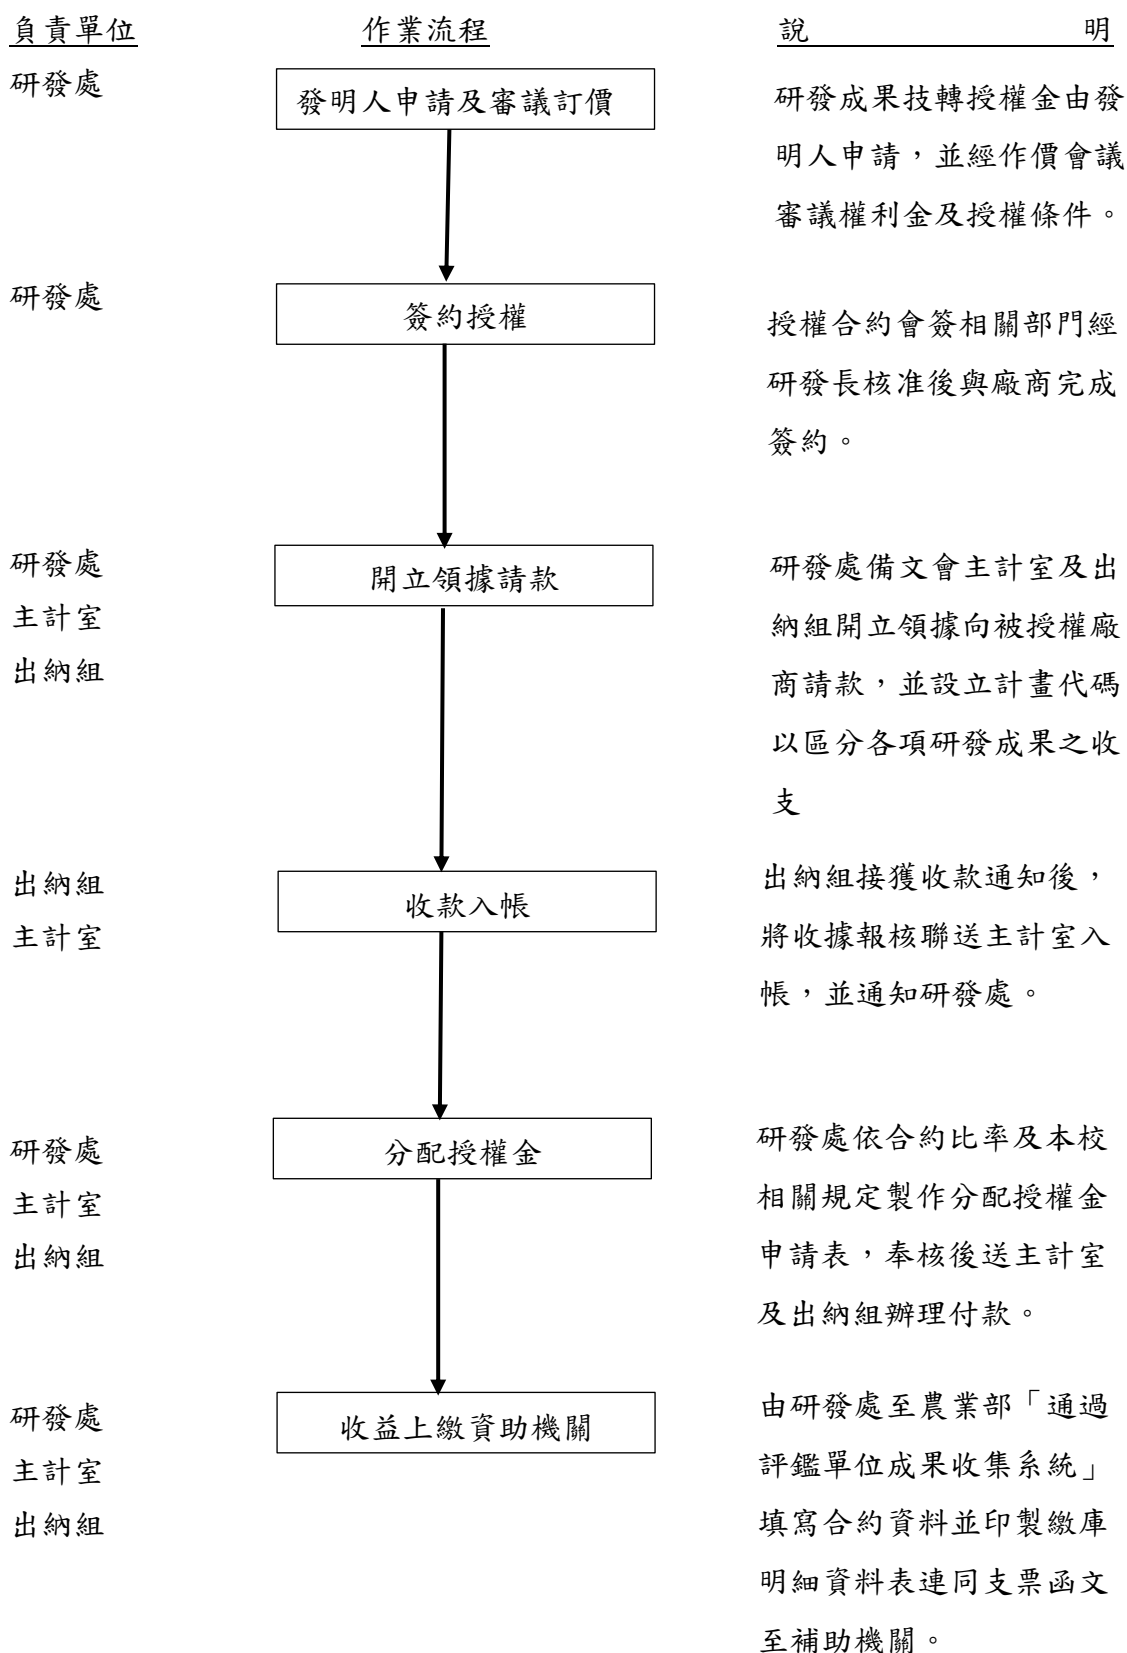 負責單位 作業流程 說 明
研發處
發明人申請及審議訂價
研發成果技轉授權金由發
明人申請，並經作價會議
審議權利金及授權條件。
研發處
簽約授權
授權合約會簽相關部門經
研發長核准後與廠商完成
簽約。
研發處
主計室
出納組
開立領據請款
研發處備文會主計室及出
納組開立領據向被授權廠
商請款，並設立計畫代碼
以區分各項研發成果之收
支
出納組
主計室
收款入帳
出納組接獲收款通知後，
將收據報核聯送主計室入
帳，並通知研發處。
研發處
主計室
出納組
分配授權金
研發處依合約比率及本校
相關規定製作分配授權金
申請表，奉核後送主計室
及出納組辦理付款。
研發處
主計室
出納組
收益上繳資助機關
由研發處至農業部「通過
評鑑單位成果收集系統」
填寫合約資料並印製繳庫
明細資料表連同支票函文
至補助機關。